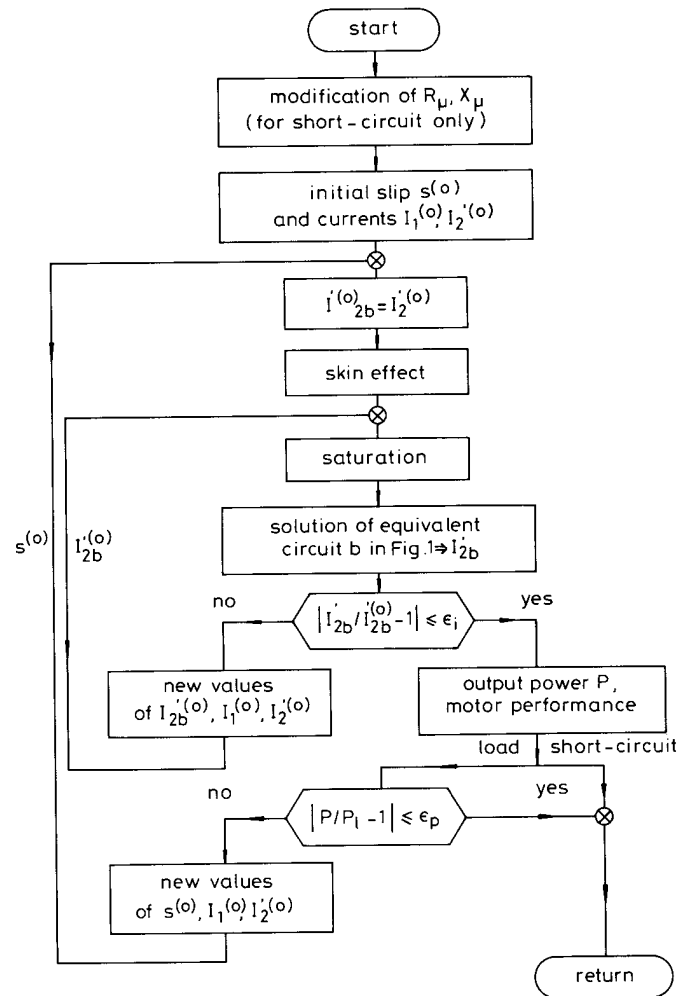 start
modification of R_μ, X_μ
(for short-circuit only)
initial slip s^(o)
and currents I_1^(o), I_2'^(o)
I'^(o)_2b = I_2'^(o)
skin effect
saturation
solution of equivalent
circuit b in Fig.1⇒I'_2b
s^(o)
I'_2b^(o)
no
|I'_2b/I'^(o)_2b -1| ⩽ ϵ_i
yes
new values
of I_2b'^(o), I_1^(o), I_2'^(o)
output power P,
motor performance
load
short-circuit
no
|P/P_l -1| ⩽ ϵ_p
yes
new values
of s^(o), I_1^(o), I_2'^(o)
return